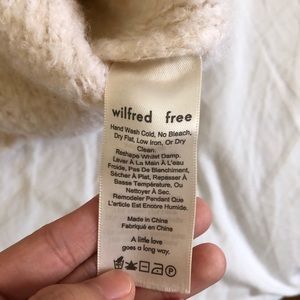 wilfred free
Hand Wash Cold, No Bleach,
Dry Flat, Low Iron, Or Dry
Clean.
Reshape Whilst Damp.
Laver À La Main À L'eau
Froide, Pas De Blanchiment,
Sécher À Plat, Repasser À
Basse Température, Ou
Nettoyer À Sec.
Remodeler Pendant Que
L'article Est Encore Humide.
Made in China
Fabriqué en China
A little love
goes a long way.